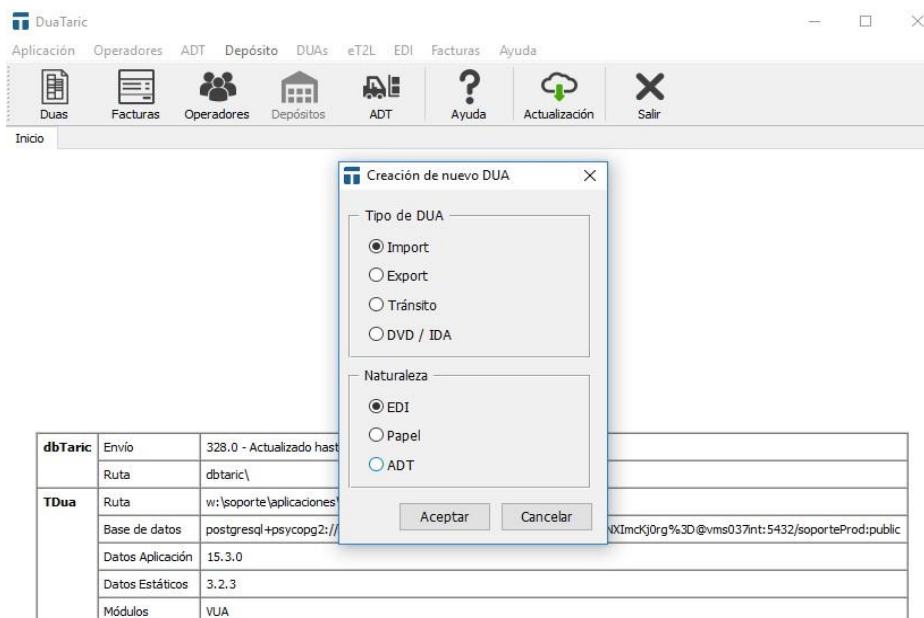 DuaTaric
Aplicación Operadores ADT Depósito DUAs eT2L EDI Facturas Ayuda
Duas Facturas Operadores Depósitos ADT Ayuda Actualización Salir
Inicio
Creación de nuevo DUA
Tipo de DUA
Import
Export
Tránsito
DVD / IDA
Naturaleza
EDI
Papel
ADT
Aceptar Cancelar
dbTaric Envío 328.0 - Actualizado hast
Ruta dbtaric\
TDua Ruta w:\soporte\aplicaciones\
Base de datos postgresql+psycopg2:// @vms037int:5432/soporteProd:public
Datos Aplicación 15.3.0
Datos Estáticos 3.2.3
Módulos VUA